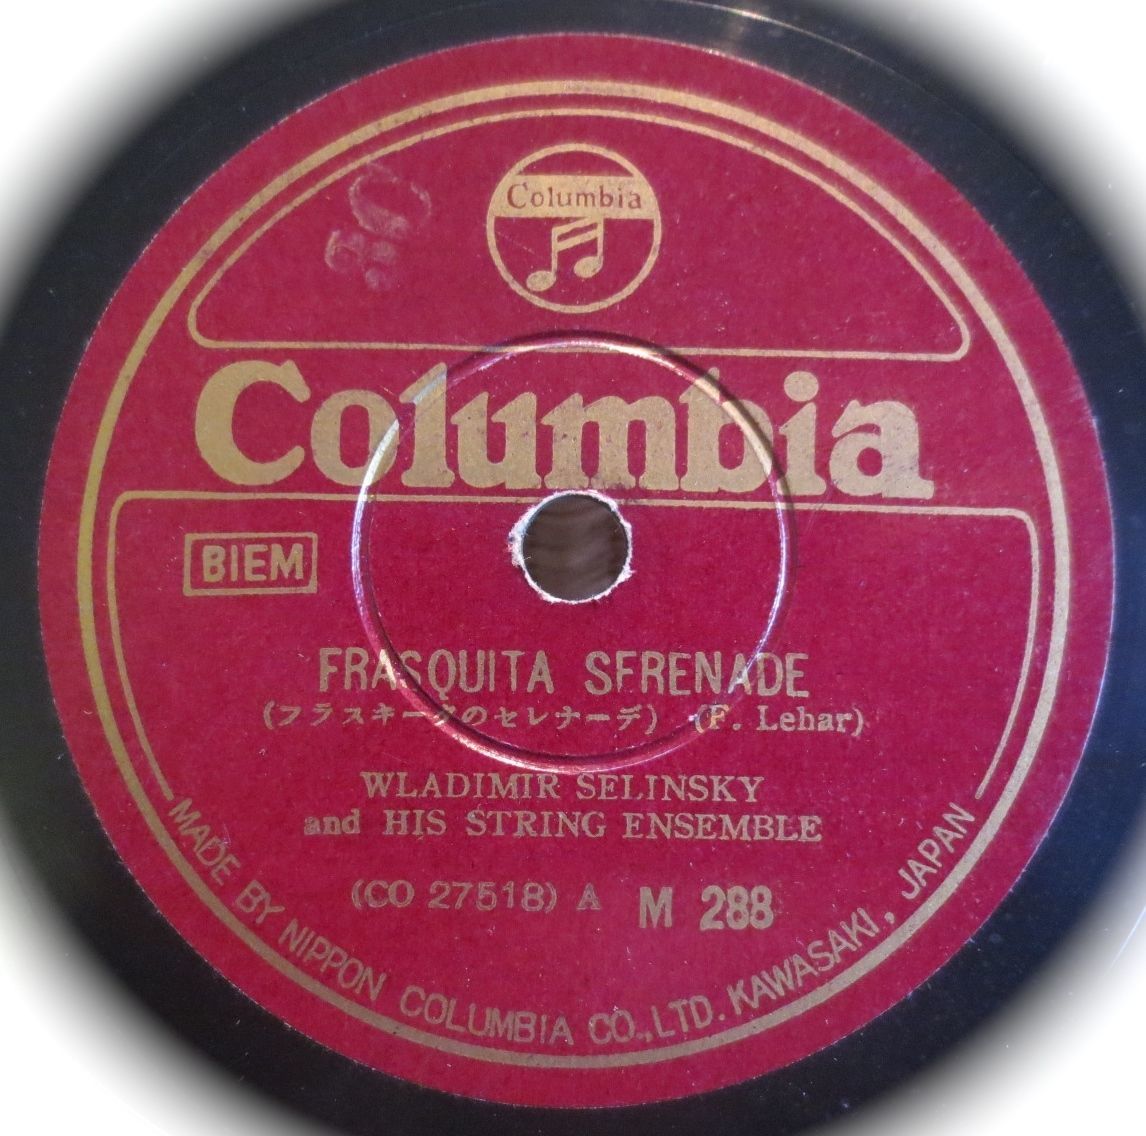 30
Columbia
Columbia
BIEM
FRASQUITA SERENADE
(フラスキータのセレナーデ) (F. Lehar)
WLADIMIR SELINSKY
and HIS STRING ENSEMBLE
(CO 27518) A M 288
MADE BY NIPPON COLUMBIA CO., LTD. KAWASAKI, JAPAN